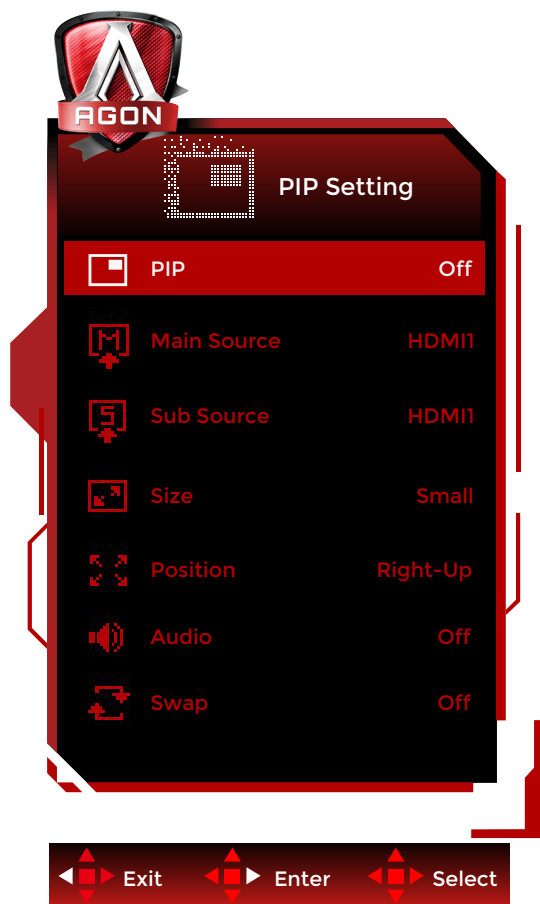 AGON
PIP Setting
PIP Off
Main Source HDMI1
Sub Source HDMI1
Size Small
Position Right-Up
Audio Off
Swap Off
Exit Enter Select